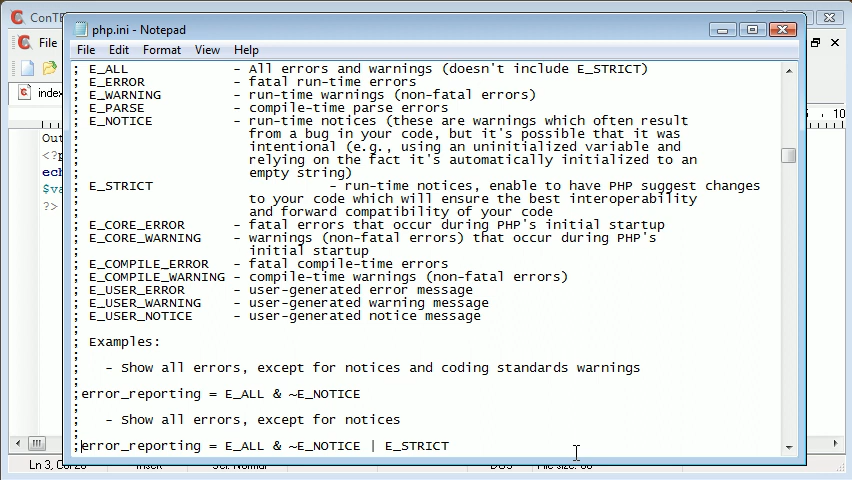 ConTE
php.ini - Notepad
File
File Edit Format View Help
index
; E_ALL - All errors and warnings (doesn't include E_STRICT)
; E_ERROR - fatal run-time errors
; E_WARNING - run-time warnings (non-fatal errors)
; E_PARSE - compile-time parse errors
; E_NOTICE - run-time notices (these are warnings which often result
; from a bug in your code, but it's possible that it was
; intentional (e.g., using an uninitialized variable and
; relying on the fact it's automatically initialized to an
; empty string)
; E_STRICT - run-time notices, enable to have PHP suggest changes
; to your code which will ensure the best interoperability
; and forward compatibility of your code
; E_CORE_ERROR - fatal errors that occur during PHP's initial startup
; E_CORE_WARNING - warnings (non-fatal errors) that occur during PHP's
; initial startup
; E_COMPILE_ERROR - fatal compile-time errors
; E_COMPILE_WARNING - compile-time warnings (non-fatal errors)
; E_USER_ERROR - user-generated error message
; E_USER_WARNING - user-generated warning message
; E_USER_NOTICE - user-generated notice message
;
; Examples:
;
; - Show all errors, except for notices and coding standards warnings
;
;error_reporting = E_ALL & ~E_NOTICE
;
; - Show all errors, except for notices
;
;error_reporting = E_ALL & ~E_NOTICE | E_STRICT
10
Out
<?p
ech
$va
?>